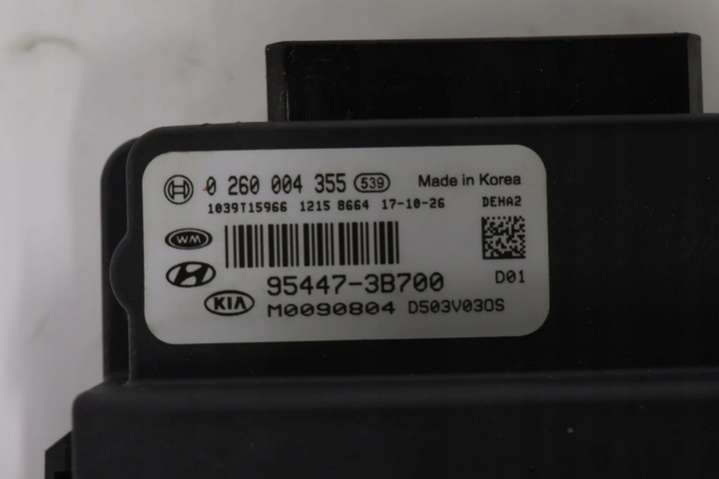 0 260 004 355 539 Made in Korea
1039T15966 1215 8664 17-10-26 DEHA2
WM
95447-3B700 D01
KIA M0090804 D503V030S